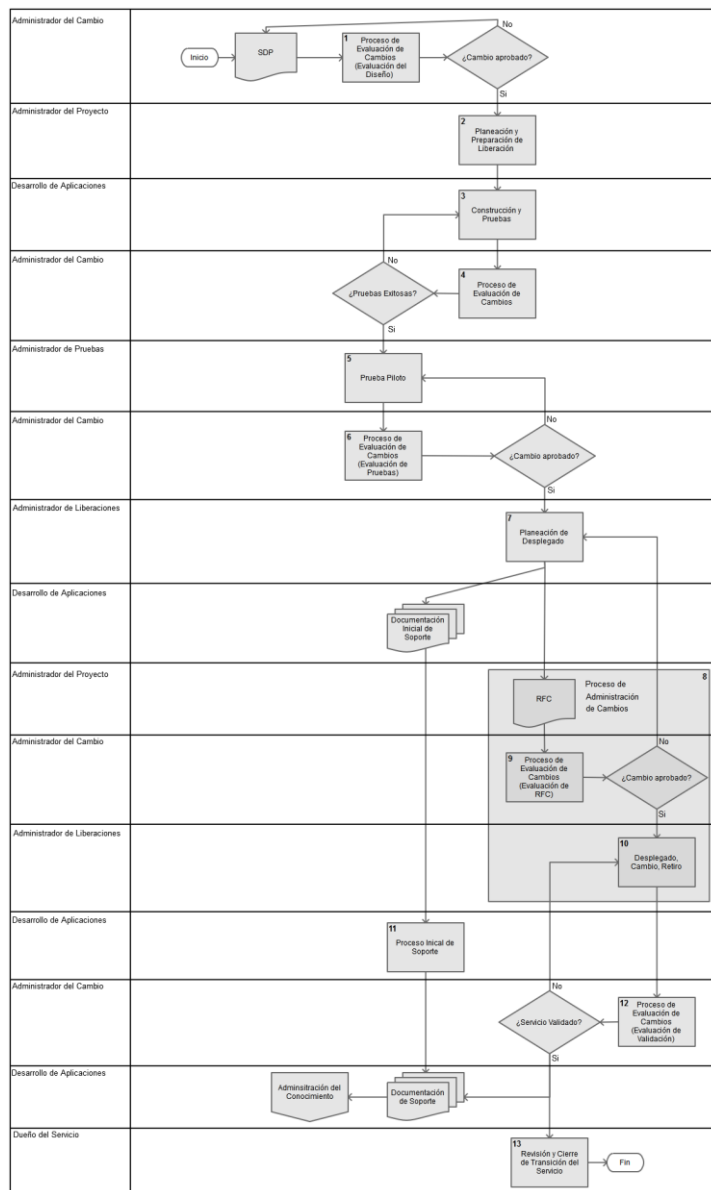 Administrador del Cambio
Inicio
SDP
1
Proceso de
Evaluación de
Cambios
(Evaluación del
Diseño)
¿Cambio aprobado?
No
Si
Administrador del Proyecto
2
Planeación y
Preparación de
Liberación
Desarrollo de Aplicaciones
3
Construcción y
Pruebas
Administrador del Cambio
No
¿Pruebas Exitosas?
Si
4
Proceso de
Evaluación de
Cambios
Administrador de Pruebas
5
Prueba Piloto
Administrador del Cambio
6
Proceso de
Evaluación de
Cambios
(Evaluación de
Pruebas)
No
¿Cambio aprobado?
Si
Administrador de Liberaciones
7
Planeación de
Desplegado
Desarrollo de Aplicaciones
Documentación
Inicial de
Soporte
Administrador del Proyecto
8
RFC
Proceso de
Administración
de Cambios
Administrador del Cambio
9
Proceso de
Evaluación de
Cambios
(Evaluación de
RFC)
No
¿Cambio aprobado?
Si
Administrador de Liberaciones
10
Desplegado,
Cambio, Retiro
Desarrollo de Aplicaciones
11
Proceso Inical de
Soporte
Administrador del Cambio
No
¿Servicio Validado?
Si
12
Proceso de
Evaluación de
Cambios
(Evaluación de
Validación)
Desarrollo de Aplicaciones
Adminsitración del
Conocimiento
Documentación
de Soporte
Dueño del Servicio
13
Revisión y Cierre
de Transición del
Servicio
Fin